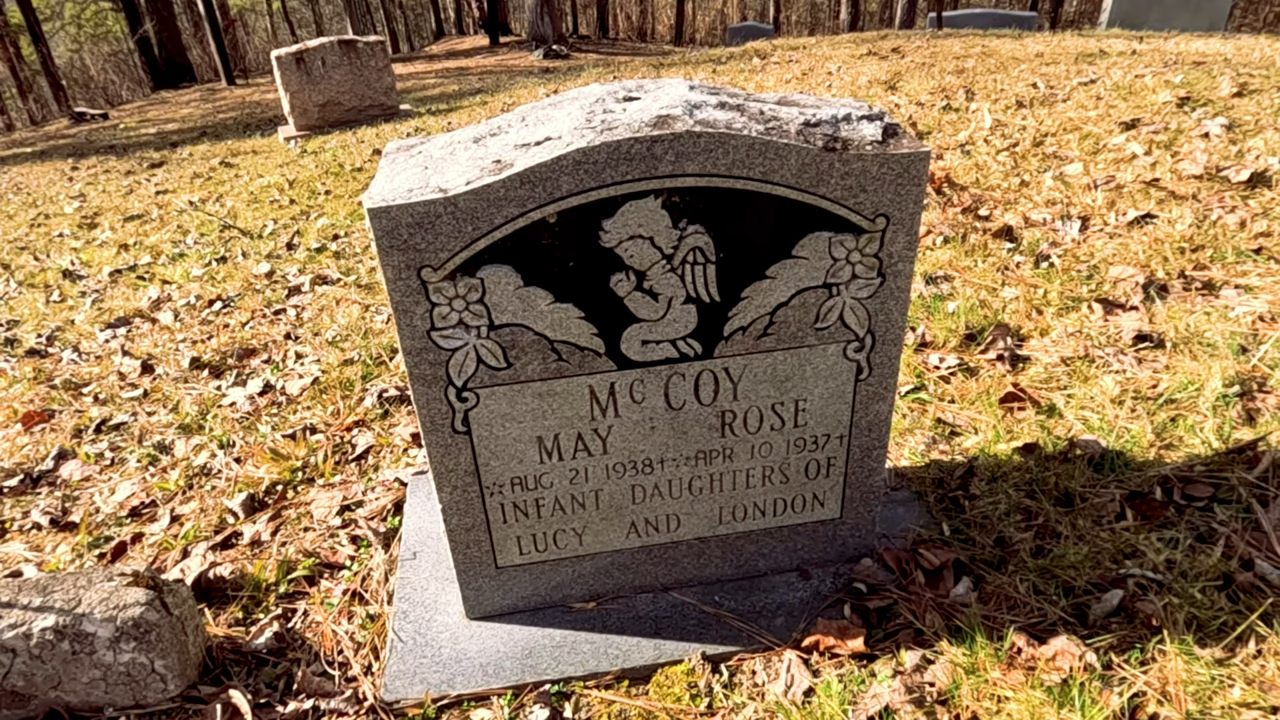 McCOY
MAY ROSE
☆AUG 21 1938✝☆APR 10 1937✝
INFANT DAUGHTERS OF
LUCY AND LONDON